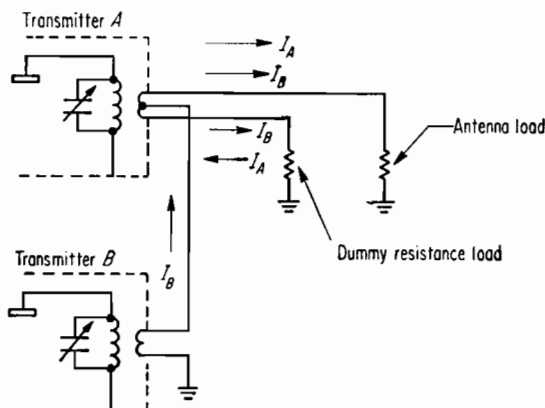 Transmitter A
I_A
I_B
Antenna load
I_B
I_A
Dummy resistance load
I_B
Transmitter B